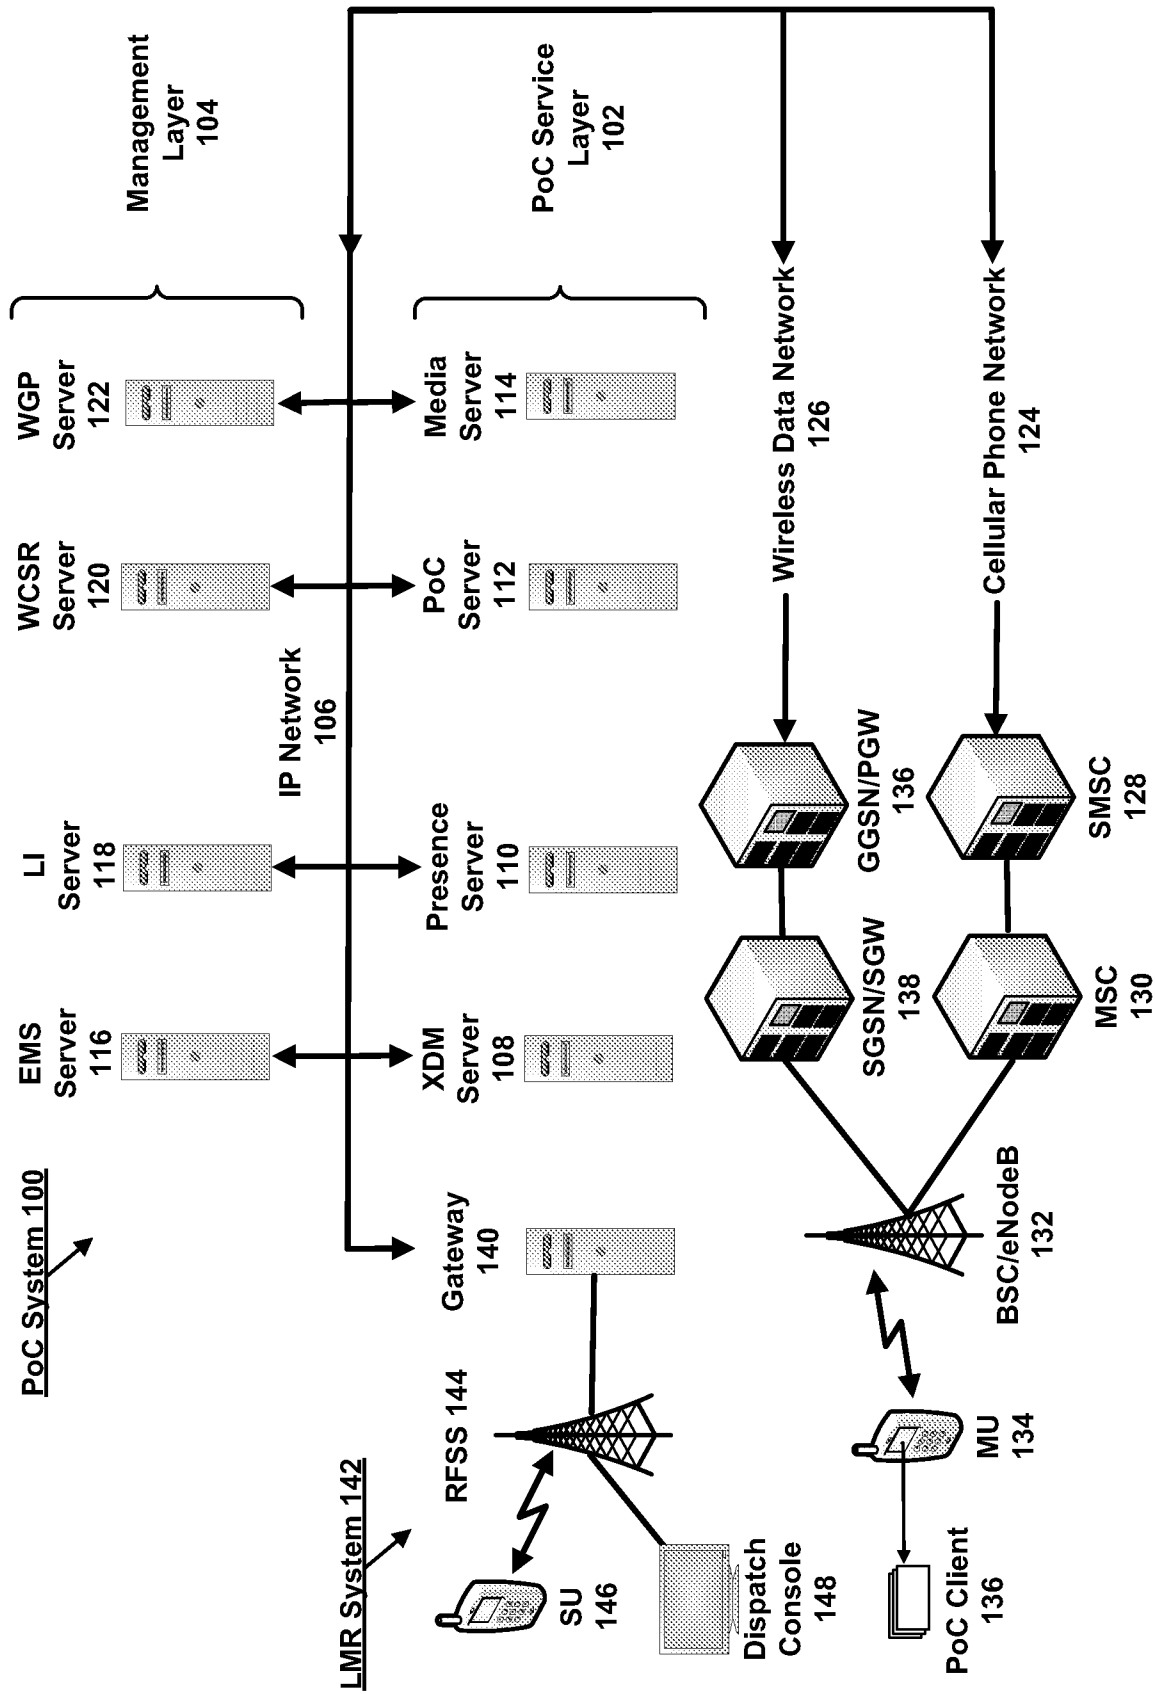 PoC System 100
EMS
Server
116
LI
Server
118
WCSR
Server
120
WGP
Server
122
Management
Layer
104
IP Network
106
LMR System 142
RFSS 144
Gateway
140
XDM
Server
108
Presence
Server
110
PoC
Server
112
Media
Server
114
PoC Service
Layer
102
SU
146
Dispatch
Console
148
SGSN/SGW
138
GGSN/PGW
136
Wireless Data Network
126
PoC Client
136
MU
134
BSC/eNodeB
132
MSC
130
SMSC
128
Cellular Phone Network
124